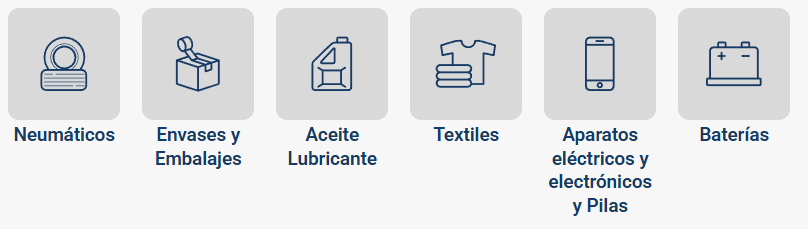 Neumáticos
Envases y
Embalajes
Aceite
Lubricante
Textiles
Aparatos
eléctricos y
electrónicos
y Pilas
Baterías